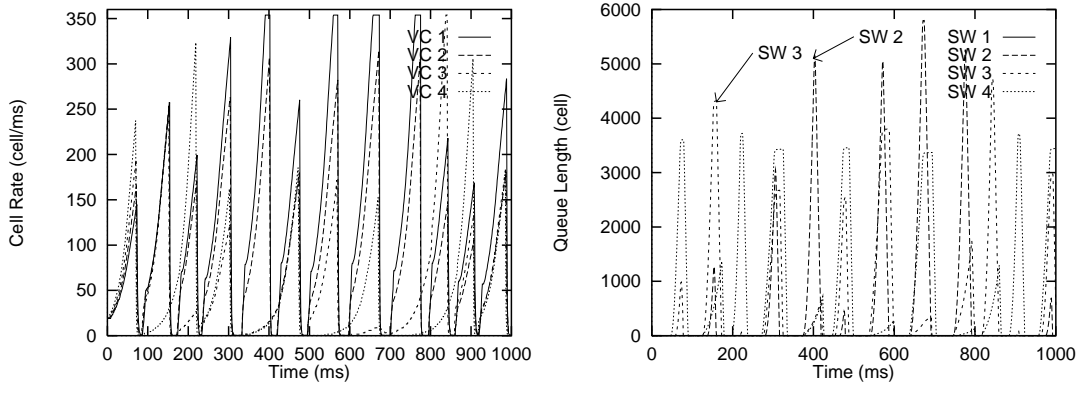 Cell Rate (cell/ms)
350
300
250
200
150
100
50
0
VC 1
VC 2
VC 3
VC 4
0 100 200 300 400 500 600 700 800 900 1000
Time (ms)
Queue Length (cell)
6000
5000
4000
3000
2000
1000
0
SW 3
SW 2
SW 1
SW 2
SW 3
SW 4
0 200 400 600 800 1000
Time (ms)